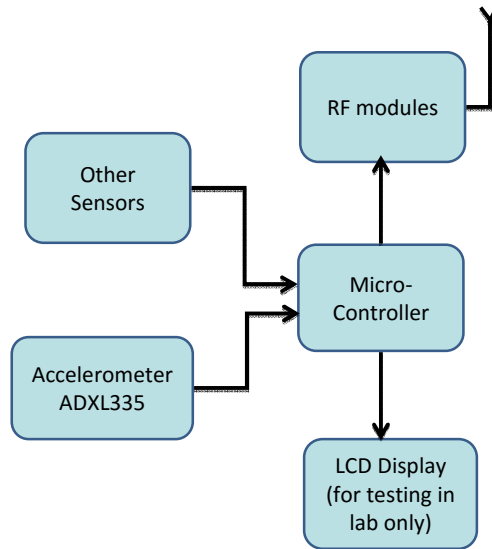 RF modules
Other
Sensors
Micro-
Controller
Accelerometer
ADXL335
LCD Display
(for testing in
lab only)